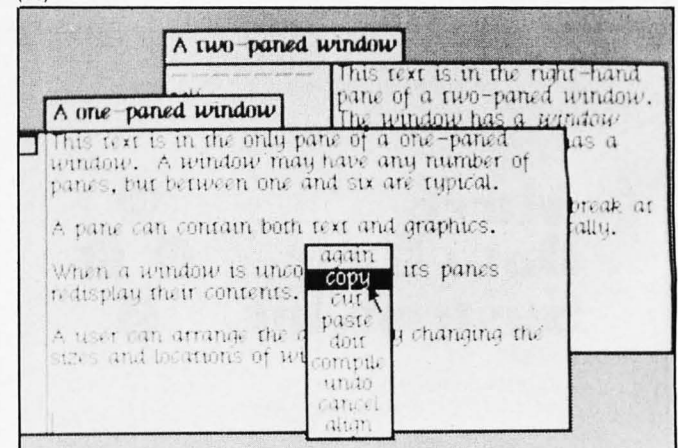 A two-paned window
This text is in the right-hand
pane of a two-paned window.
The window has a window
has a
break at
ally.
A one-paned window
This text is in the only pane of a one-paned
window. A window may have any number of
panes, but between one and six are typical.
A pane can contain both text and graphics.
When a window is unco its panes
redisplay their contents.
A user can arrange the d y changing the
sizes and locations of wi
again
copy
cut
paste
doit
compile
undo
cancel
align